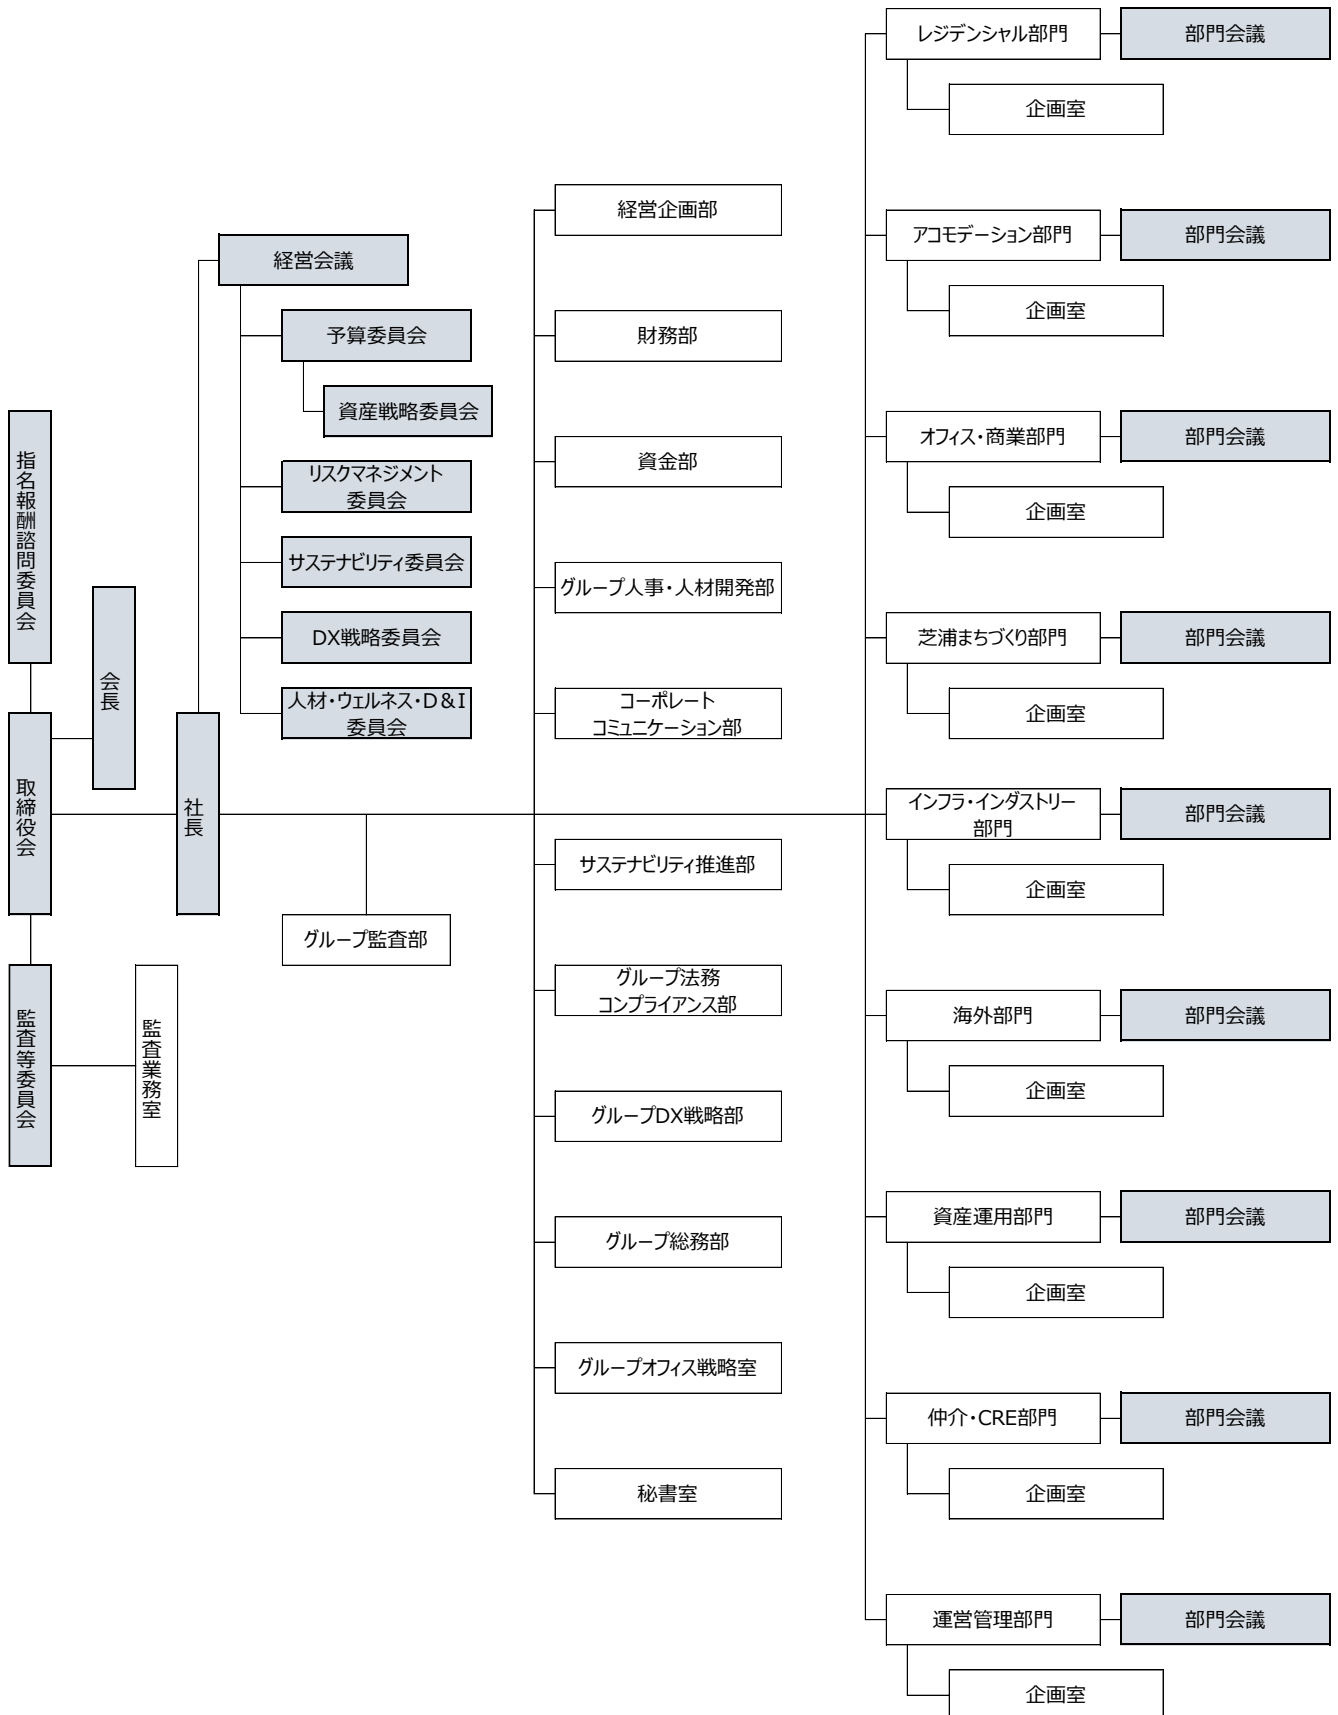 指名報酬諮問委員会
取締役会
監査等委員会
会長
監査業務室
社長
経営会議
予算委員会
資産戦略委員会
リスクマネジメント
委員会
サステナビリティ委員会
DX戦略委員会
人材・ウェルネス・D&I
委員会
グループ監査部
経営企画部
財務部
資金部
グループ人事・人材開発部
コーポレート
コミュニケーション部
サステナビリティ推進部
グループ法務
コンプライアンス部
グループDX戦略部
グループ総務部
グループオフィス戦略室
秘書室
レジデンシャル部門
部門会議
企画室
アコモデーション部門
部門会議
企画室
オフィス・商業部門
部門会議
企画室
芝浦まちづくり部門
部門会議
企画室
インフラ・インダストリー
部門
部門会議
企画室
海外部門
部門会議
企画室
資産運用部門
部門会議
企画室
仲介・CRE部門
部門会議
企画室
運営管理部門
部門会議
企画室